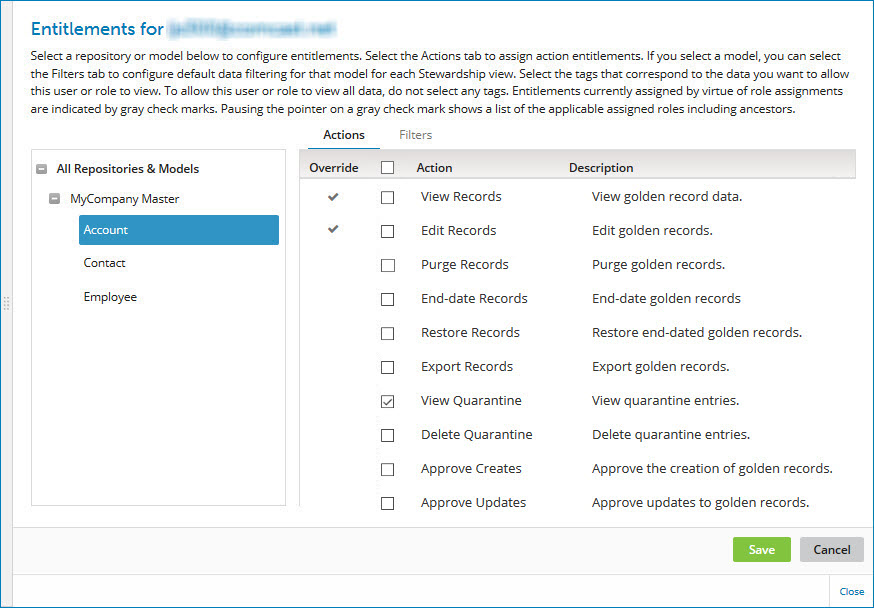 Entitlements for
Select a repository or model below to configure entitlements. Select the Actions tab to assign action entitlements. If you select a model, you can select
the Filters tab to configure default data filtering for that model for each Stewardship view. Select the tags that correspond to the data you want to allow
this user or role to view. To allow this user or role to view all data, do not select any tags. Entitlements currently assigned by virtue of role assignments
are indicated by gray check marks. Pausing the pointer on a gray check mark shows a list of the applicable assigned roles including ancestors.
Actions Filters
All Repositories & Models
MyCompany Master
Account
Contact
Employee
Override Action Description
View Records View golden record data.
Edit Records Edit golden records.
Purge Records Purge golden records.
End-date Records End-date golden records
Restore Records Restore end-dated golden records.
Export Records Export golden records.
View Quarantine View quarantine entries.
Delete Quarantine Delete quarantine entries.
Approve Creates Approve the creation of golden records.
Approve Updates Approve updates to golden records.
Save Cancel
Close